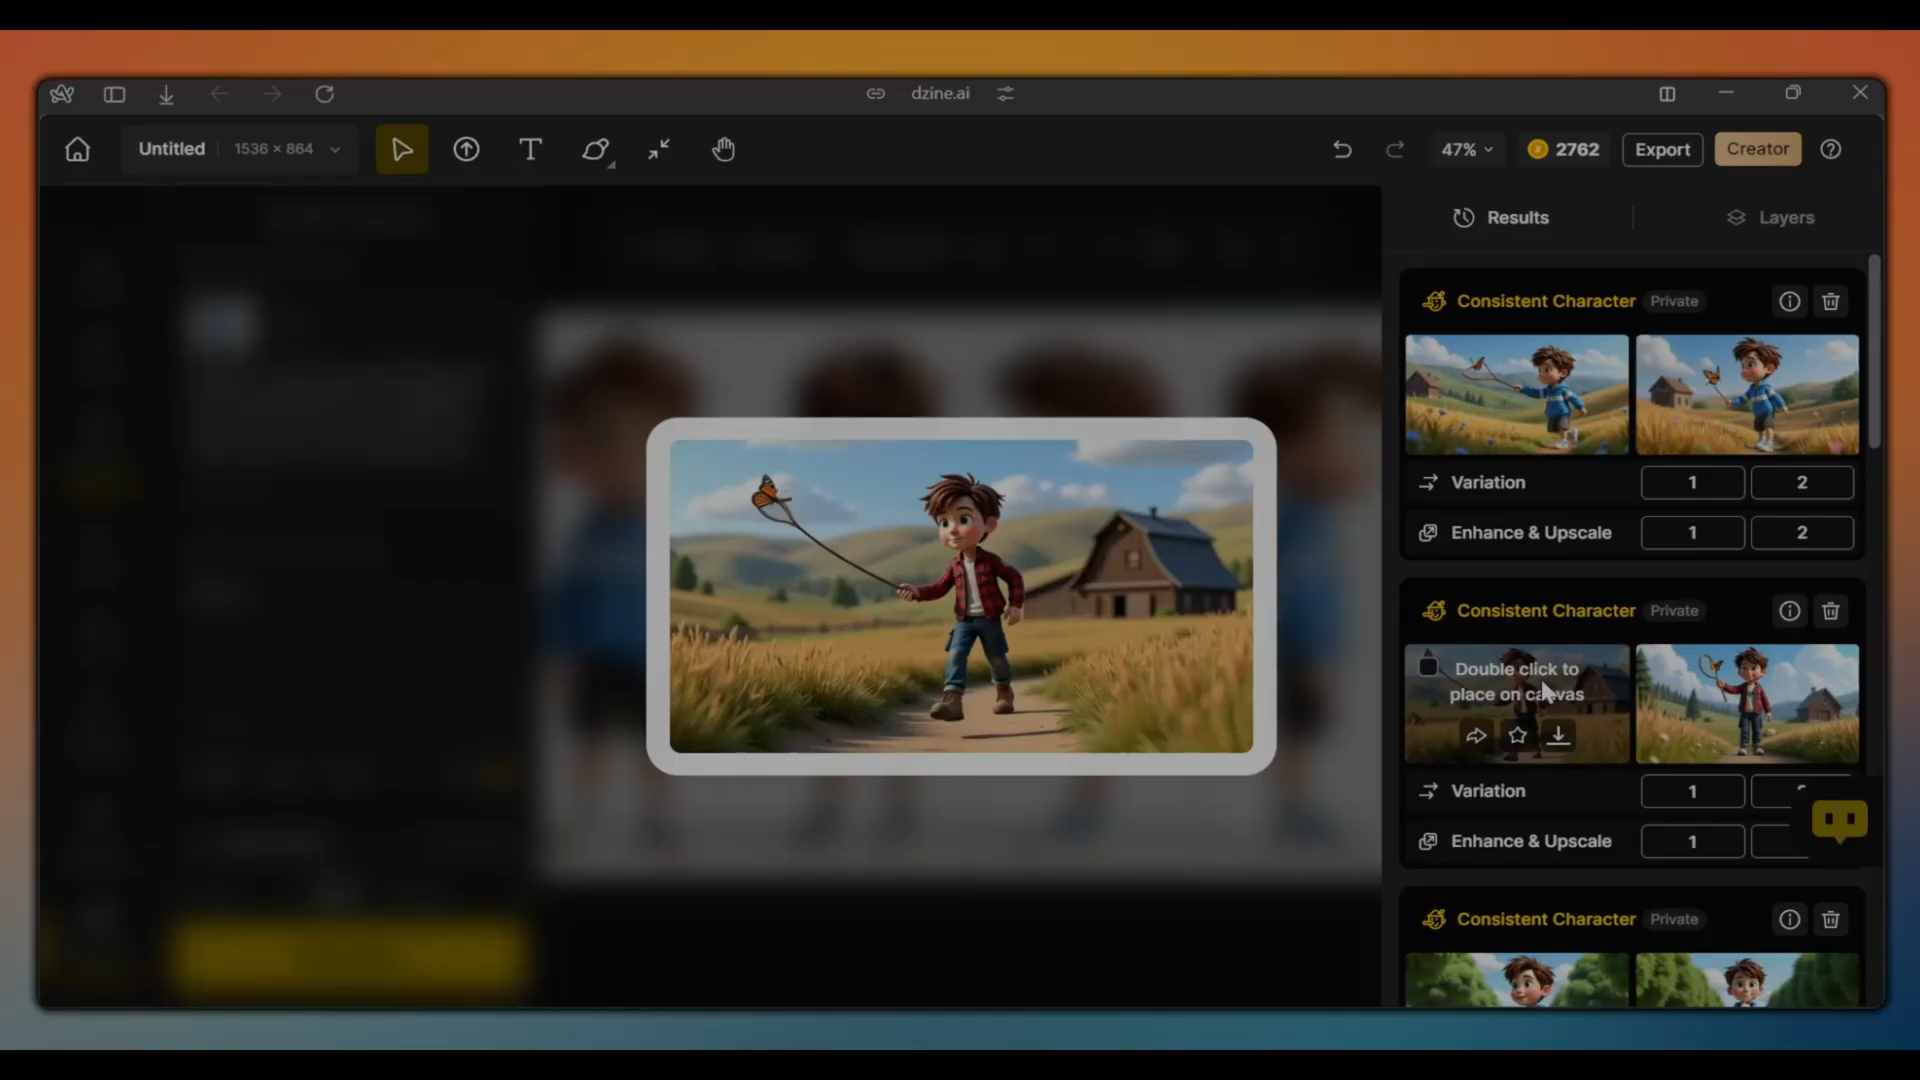 dzine.ai
Untitled 1536 × 864
47% 2762 Export Creator
Results Layers
Consistent Character Private
Variation 1 2
Enhance & Upscale 1 2
Consistent Character Private
Double click to
place on canvas
Variation 1
Enhance & Upscale 1
Consistent Character Private